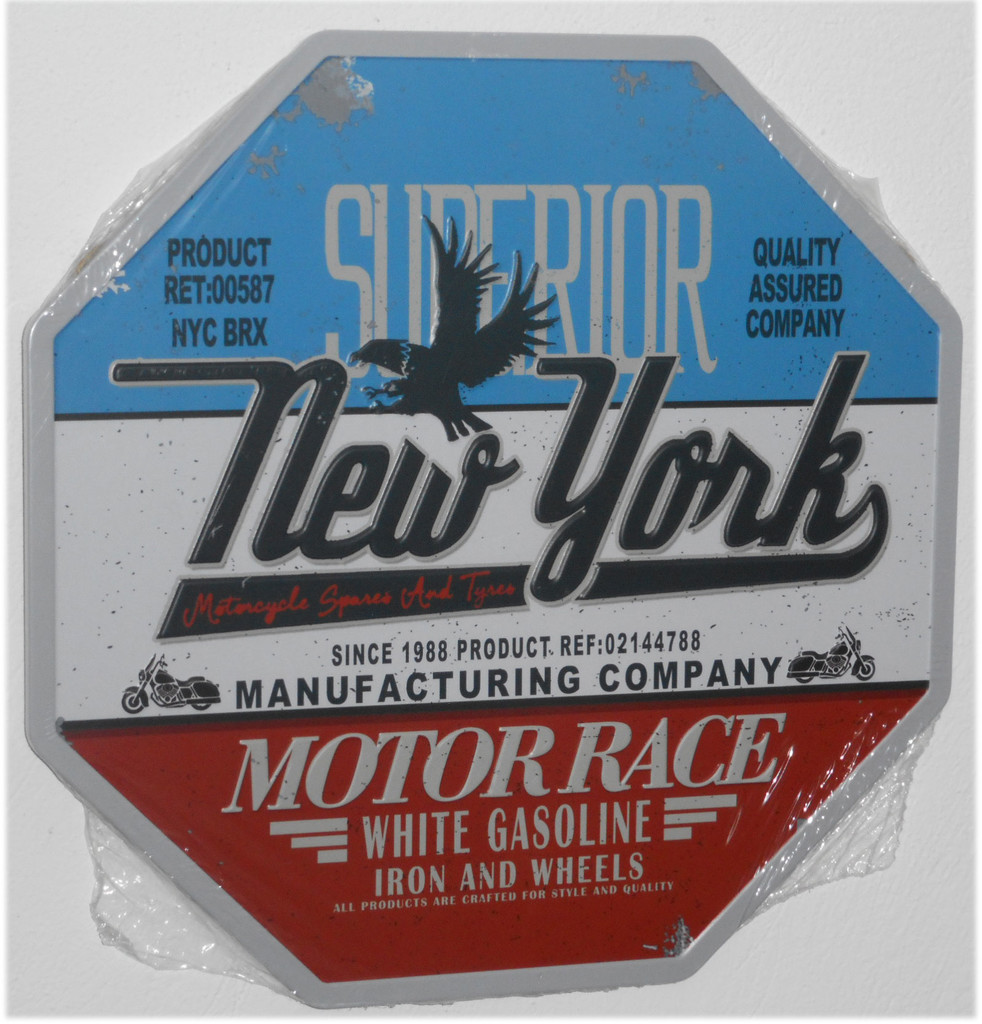 SUPERIOR
PRODUCT
RET:00587
NYC BRX
QUALITY
ASSURED
COMPANY
New York
Motorcycle Spares And Tyres
SINCE 1988 PRODUCT REF:02144788
MANUFACTURING COMPANY
MOTOR RACE
WHITE GASOLINE
IRON AND WHEELS
ALL PRODUCTS ARE CRAFTED FOR STYLE AND QUALITY